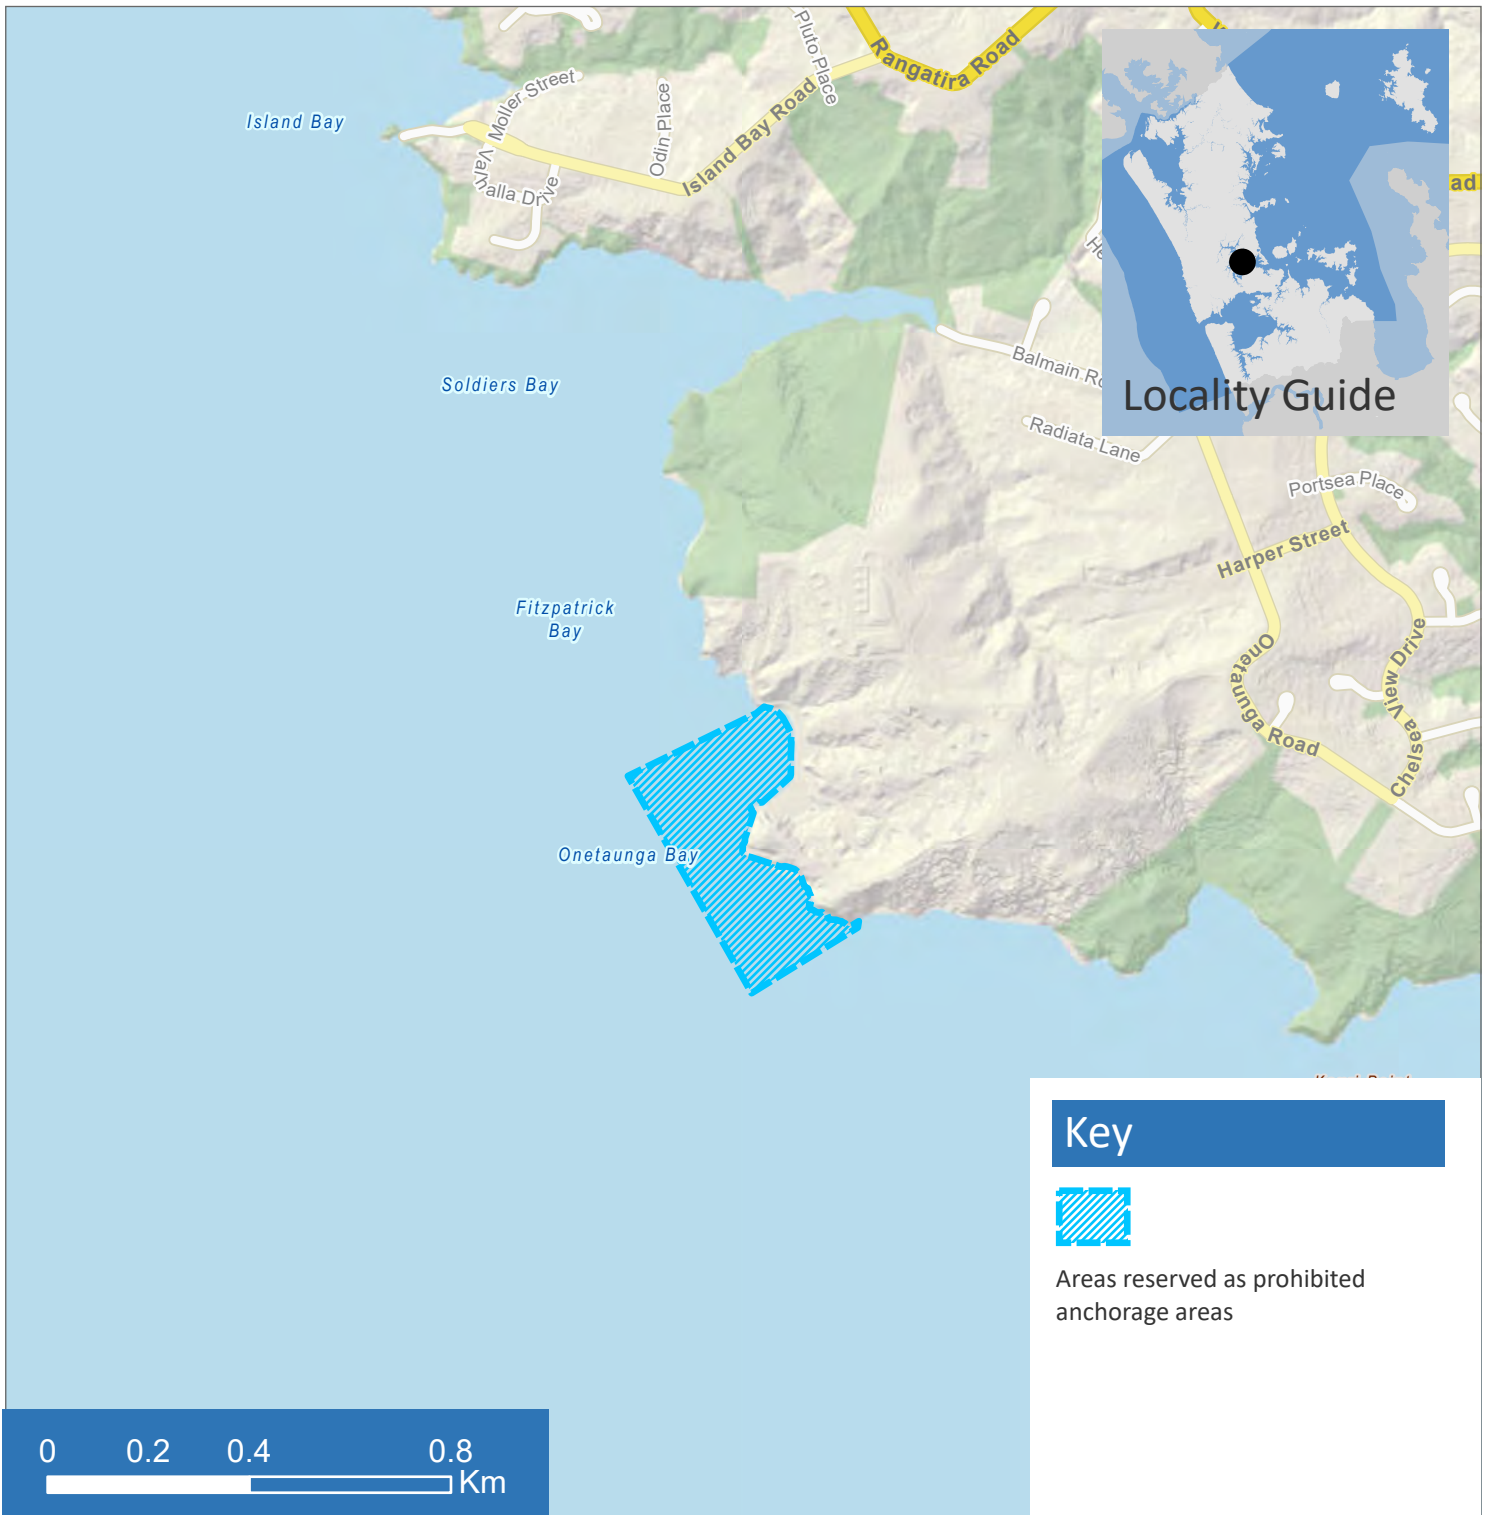 Pluto Place
Rangatira Road
Moller Street
Island Bay
Odin Place
Island Bay Road
Valhalla Drive
ad
Soldiers Bay
Balmain
Locality Guide
Radiata Lane
Portsea Place
Harper Street
Fitzpatrick
Bay
Onetaunga Road
Chelsea View Drive
Onetaunga Bay
Key
Areas reserved as prohibited
anchorage areas
0 0.2 0.4 0.8
Km